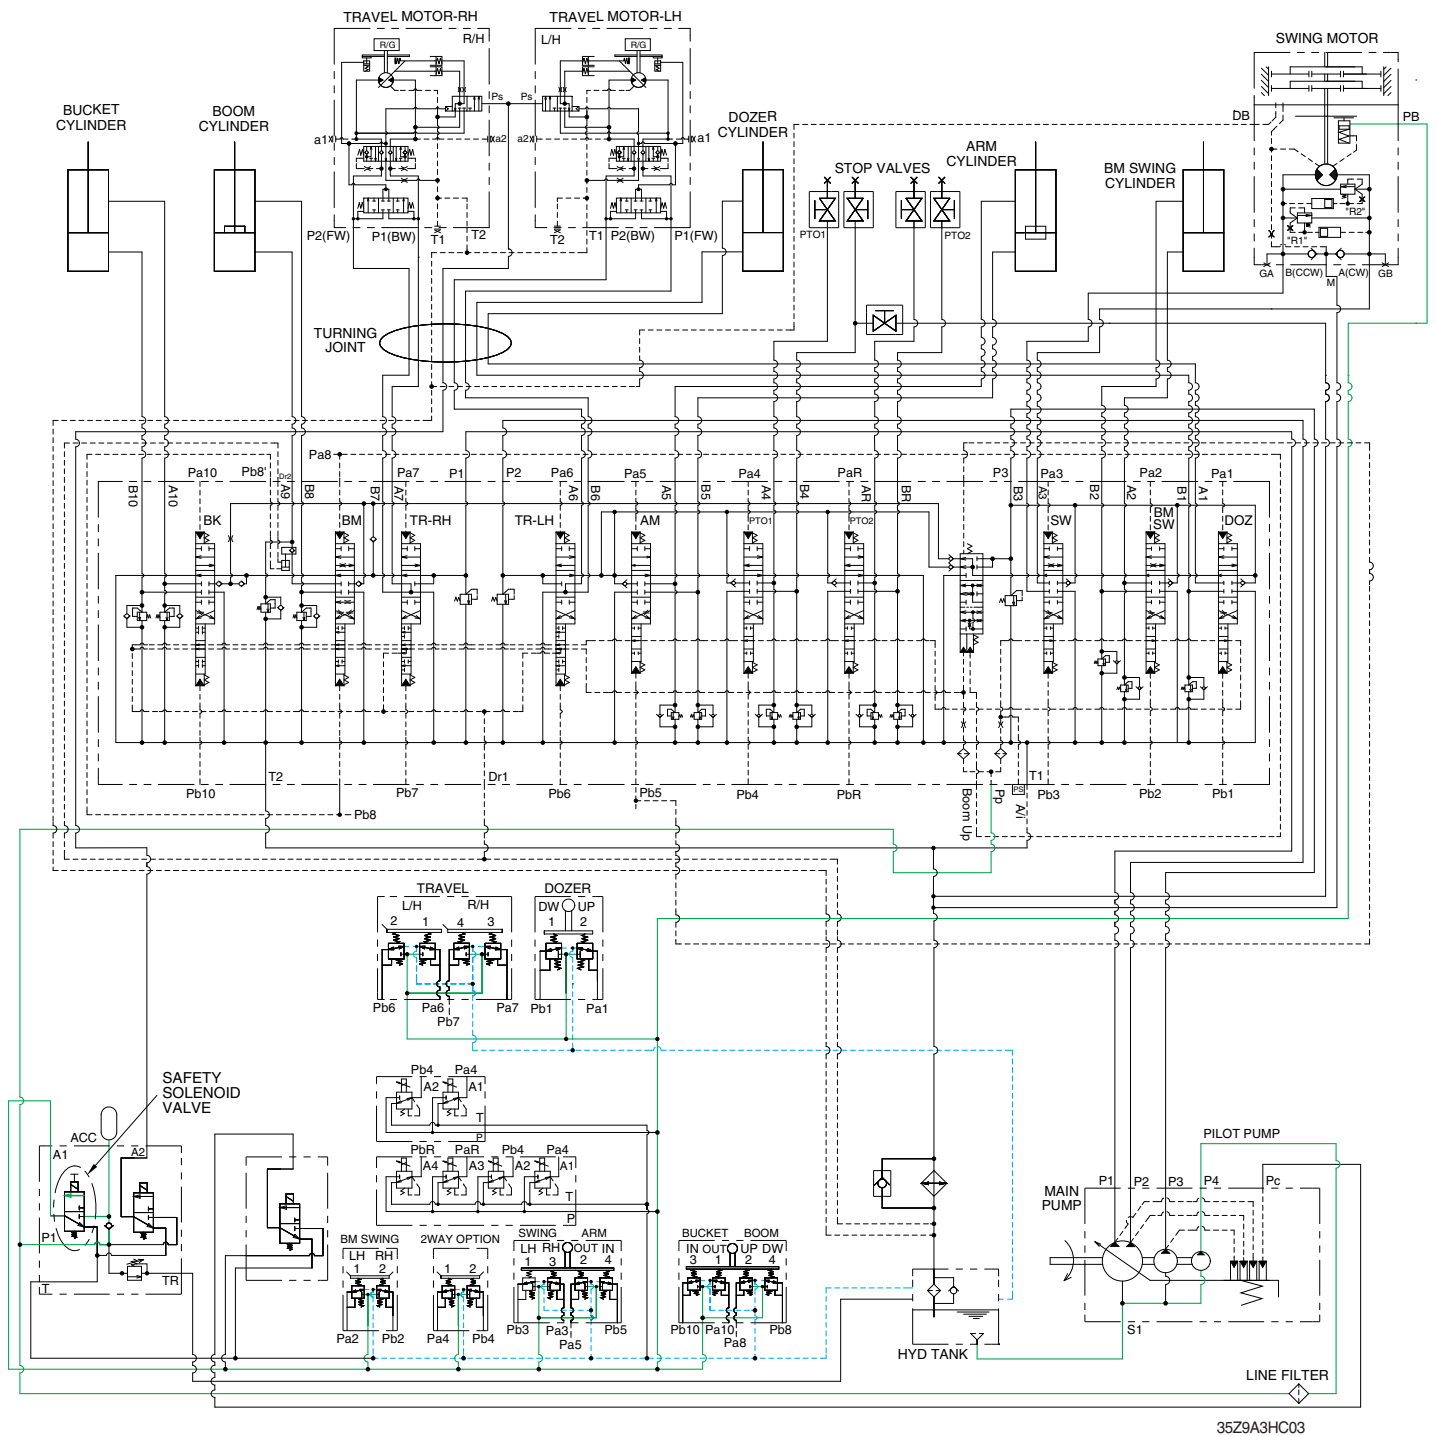 TRAVEL MOTOR-RH
TRAVEL MOTOR-LH
R/H
L/H
R/G
R/G
SWING MOTOR
BUCKET
CYLINDER
BOOM
CYLINDER
DOZER
CYLINDER
STOP VALVES
ARM
CYLINDER
BM SWING
CYLINDER
Ps
Ps
a1
a2
a2
a1
DB
PB
"R2"
"R1"
PTO1
PTO2
P2(FW)
P1(BW)
T1
T2
T2
T1
P2(BW)
P1(FW)
GA
B(CCW)
M
A(CW)
GB
TURNING
JOINT
Pa8
Pa10
Pb8'
Dr2
Pa7
P1
P2
Pa6
Pa5
Pa4
PaR
P3
Pa3
Pa2
Pa1
B10
A10
A9
B8
B7
A7
A6
B6
A5
B5
A4
B4
AR
BR
B3
A3
B2
A2
B1
A1
BK
BM
TR-RH
TR-LH
AM
PTO1
PTO2
SW
BM
SW
DOZ
T2
Dr1
T1
Pb10
Pb7
Pb6
Pb5
Pb4
PbR
Boom Up
Pp
PS
A/i
Pb3
Pb2
Pb1
Pb8
TRAVEL
L/H
R/H
2
1
4
3
Pb6
Pa6
Pb7
Pa7
DOZER
DW
UP
1
2
Pb1
Pa1
SAFETY
SOLENOID
VALVE
ACC
A1
A2
P1
T
TR
Pb4
Pa4
A2
A1
T
P
PbR
PaR
Pb4
Pa4
A4
A3
A2
A1
T
P
BM SWING
LH
RH
1
2
Pa2
Pb2
2WAY OPTION
1
2
Pa4
Pb4
SWING
ARM
LH
RH
OUT
IN
1
3
2
4
Pb3
Pa3
Pa5
Pb5
BUCKET
BOOM
IN
OUT
UP
DW
3
1
2
4
Pb10
Pa10
Pa8
Pb8
HYD TANK
PILOT PUMP
MAIN
PUMP
P1
P2
P3
P4
Pc
S1
LINE FILTER
35Z9A3HC03